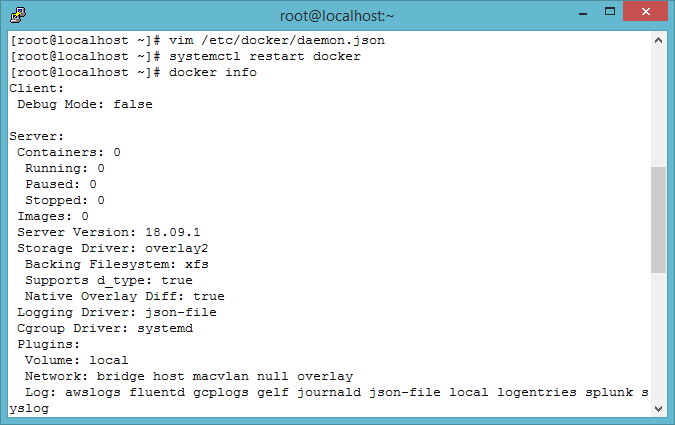 root@localhost:~
[root@localhost ~]# vim /etc/docker/daemon.json
[root@localhost ~]# systemctl restart docker
[root@localhost ~]# docker info
Client:
 Debug Mode: false

Server:
 Containers: 0
  Running: 0
  Paused: 0
  Stopped: 0
 Images: 0
 Server Version: 18.09.1
 Storage Driver: overlay2
  Backing Filesystem: xfs
  Supports d_type: true
  Native Overlay Diff: true
 Logging Driver: json-file
 Cgroup Driver: systemd
 Plugins:
  Volume: local
  Network: bridge host macvlan null overlay
  Log: awslogs fluentd gcplogs gelf journald json-file local logentries splunk s
yslog